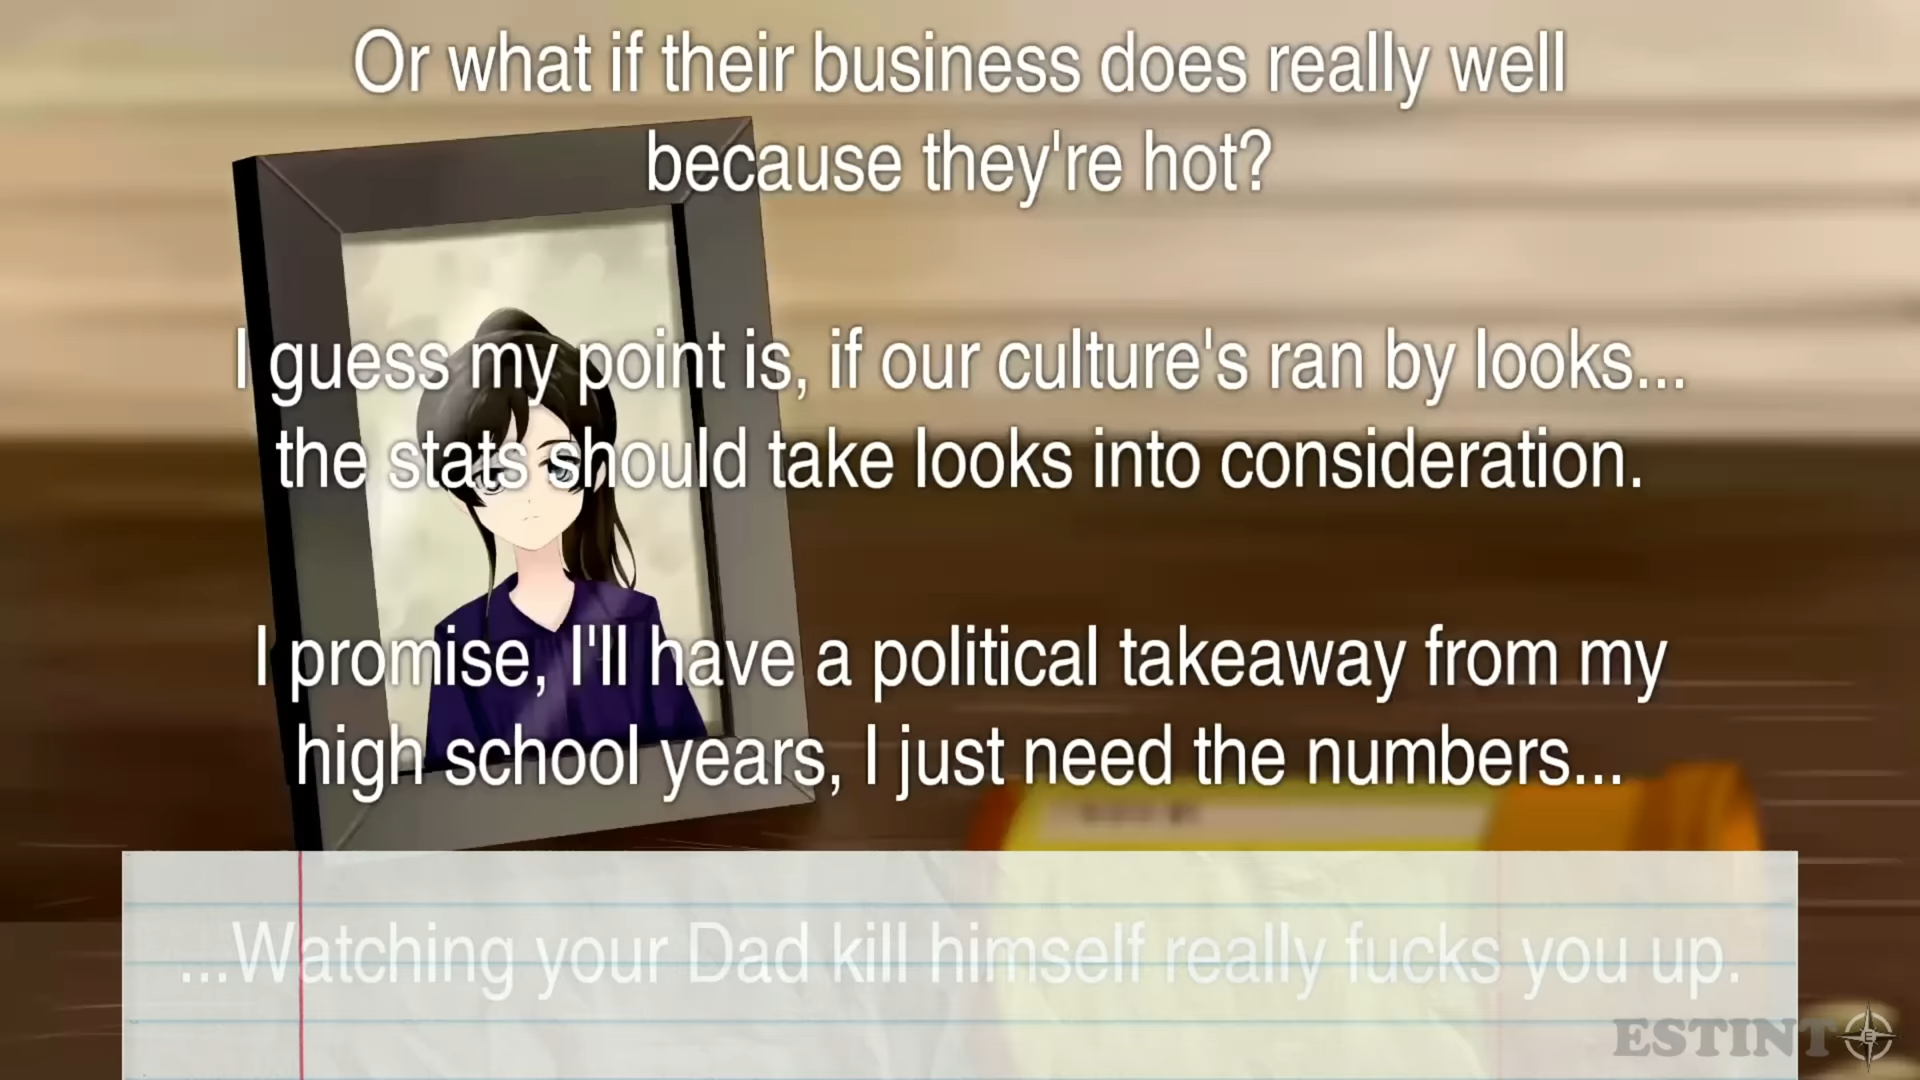 Or what if their business does really well
because they're hot?
I guess my point is, if our culture's ran by looks...
the stats should take looks into consideration.
I promise, I'll have a political takeaway from my
high school years, I just need the numbers...
...Watching your Dad kill himself really fucks you up.
ESTINT
E